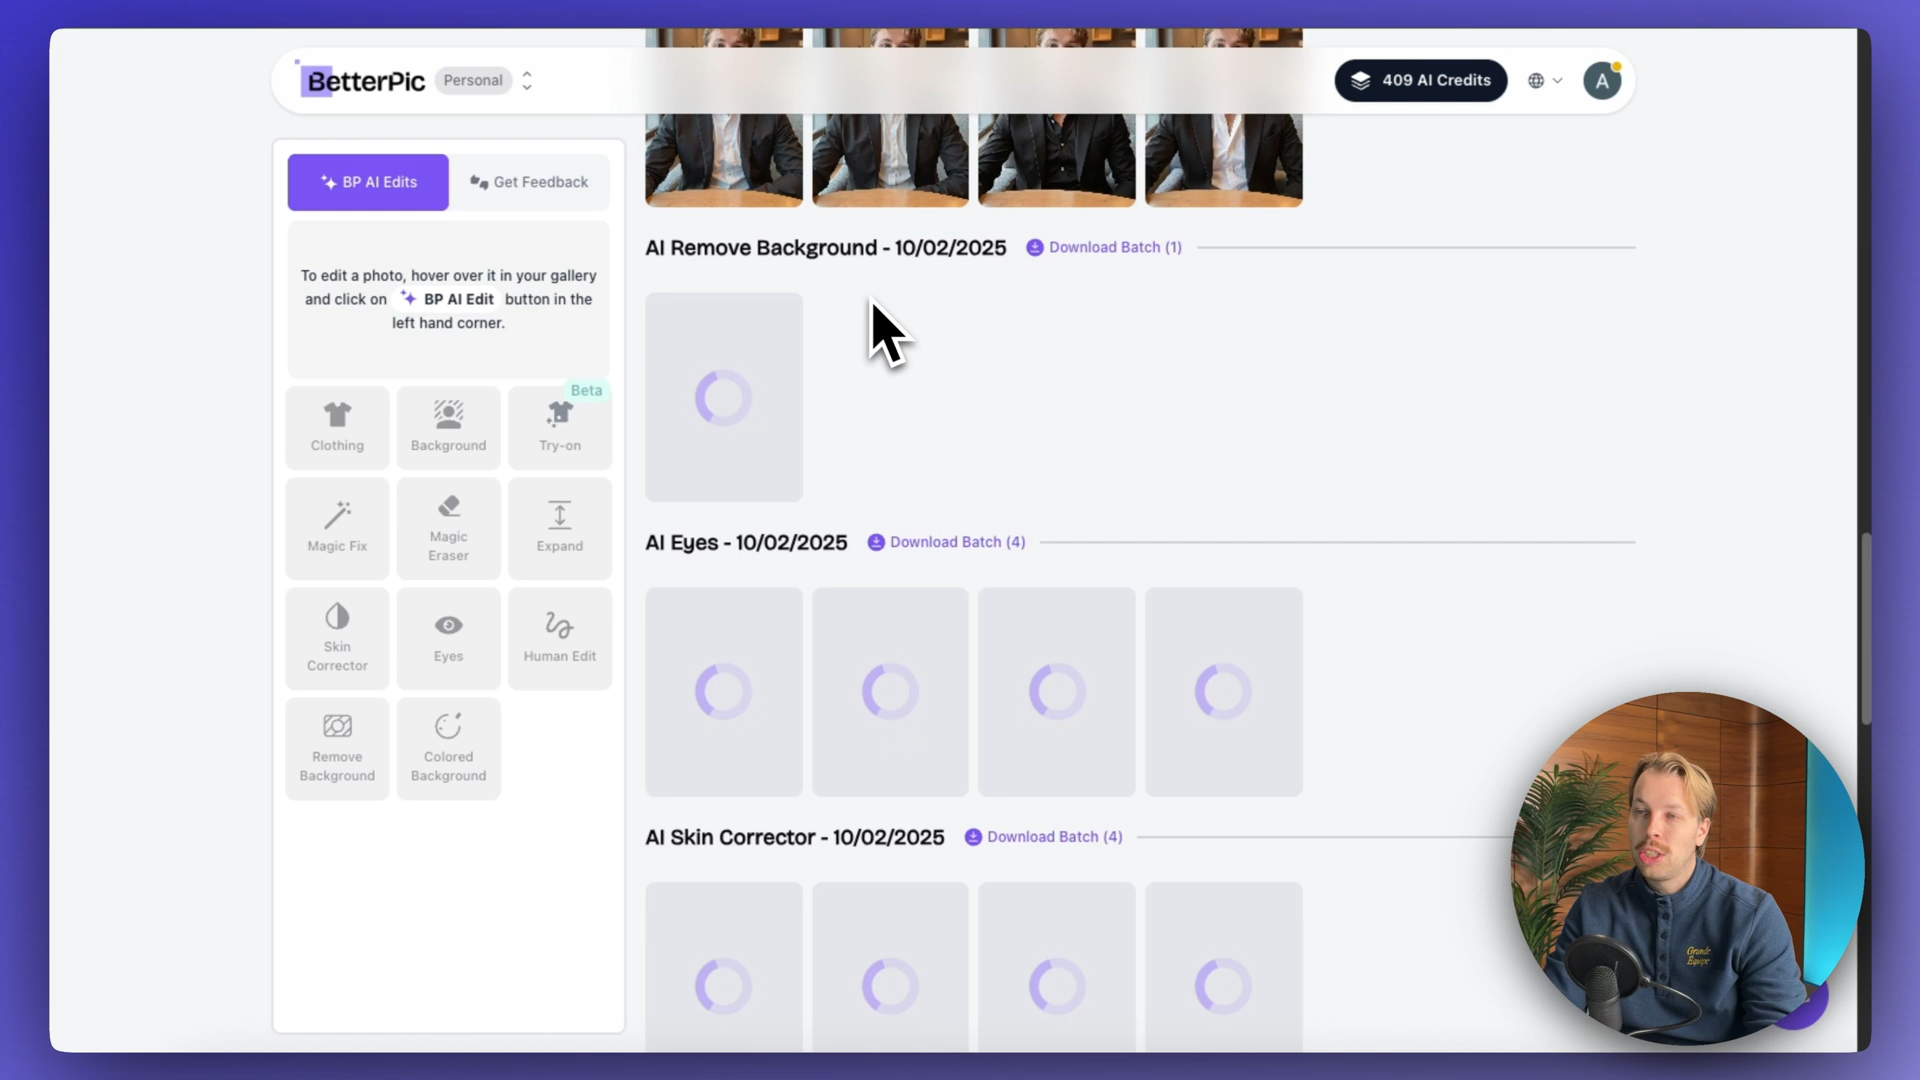 BetterPic
Personal
409 AI Credits
A
BP AI Edits
Get Feedback
To edit a photo, hover over it in your gallery
and click on BP AI Edit button in the
left hand corner.
Beta
Clothing
Background
Try-on
Magic Fix
Magic
Eraser
Expand
Skin
Corrector
Eyes
Human Edit
Remove
Background
Colored
Background
AI Remove Background - 10/02/2025
Download Batch (1)
AI Eyes - 10/02/2025
Download Batch (4)
AI Skin Corrector - 10/02/2025
Download Batch (4)
Grande
Équipe